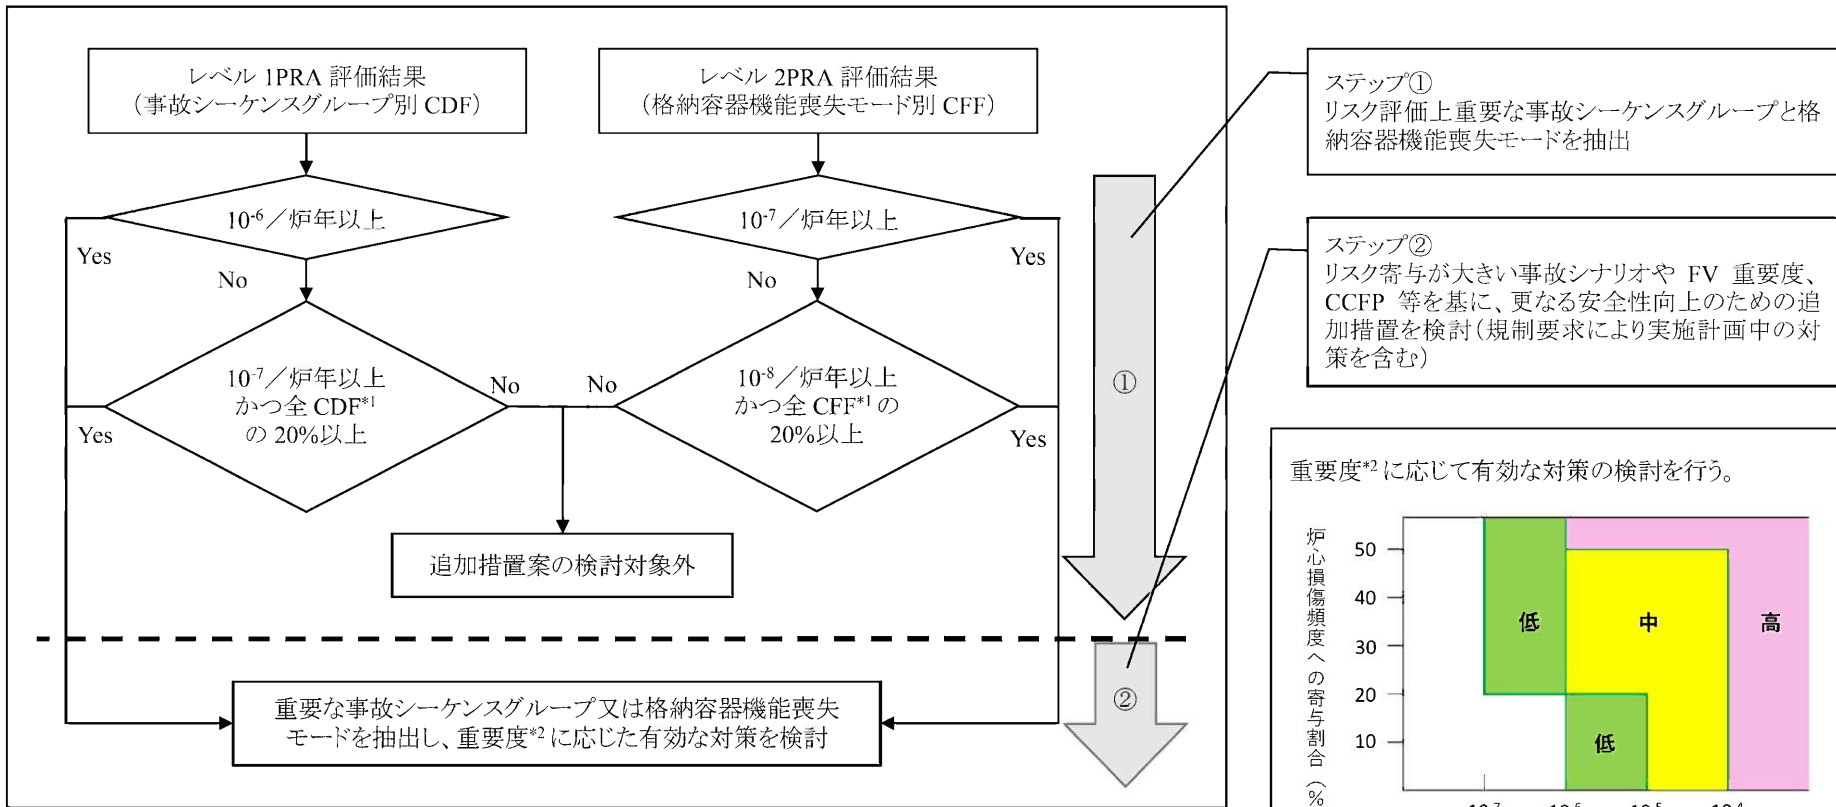 レベル 1PRA 評価結果
(事故シーケンスグループ別 CDF)
レベル 2PRA 評価結果
(格納容器機能喪失モード別 CFF)
10-6/炉年以上
10-7/炉年以上
Yes
No
No
Yes
10-7/炉年以上
かつ全 CDF*1
の 20%以上
No
No
10-8/炉年以上
かつ全 CFF*1 の
20%以上
Yes
Yes
追加措置案の検討対象外
重要な事故シーケンスグループ又は格納容器機能喪失
モードを抽出し、重要度*2 に応じた有効な対策を検討
①
②
ステップ①
リスク評価上重要な事故シーケンスグループと格
納容器機能喪失モードを抽出
ステップ②
リスク寄与が大きい事故シナリオや FV 重要度、
CCFP 等を基に、更なる安全性向上のための追
加措置を検討(規制要求により実施計画中の対
策を含む)
重要度*2 に応じて有効な対策の検討を行う。
炉心損傷頻度への寄与割合(%
50
40
30
20
10
低
中
高
低